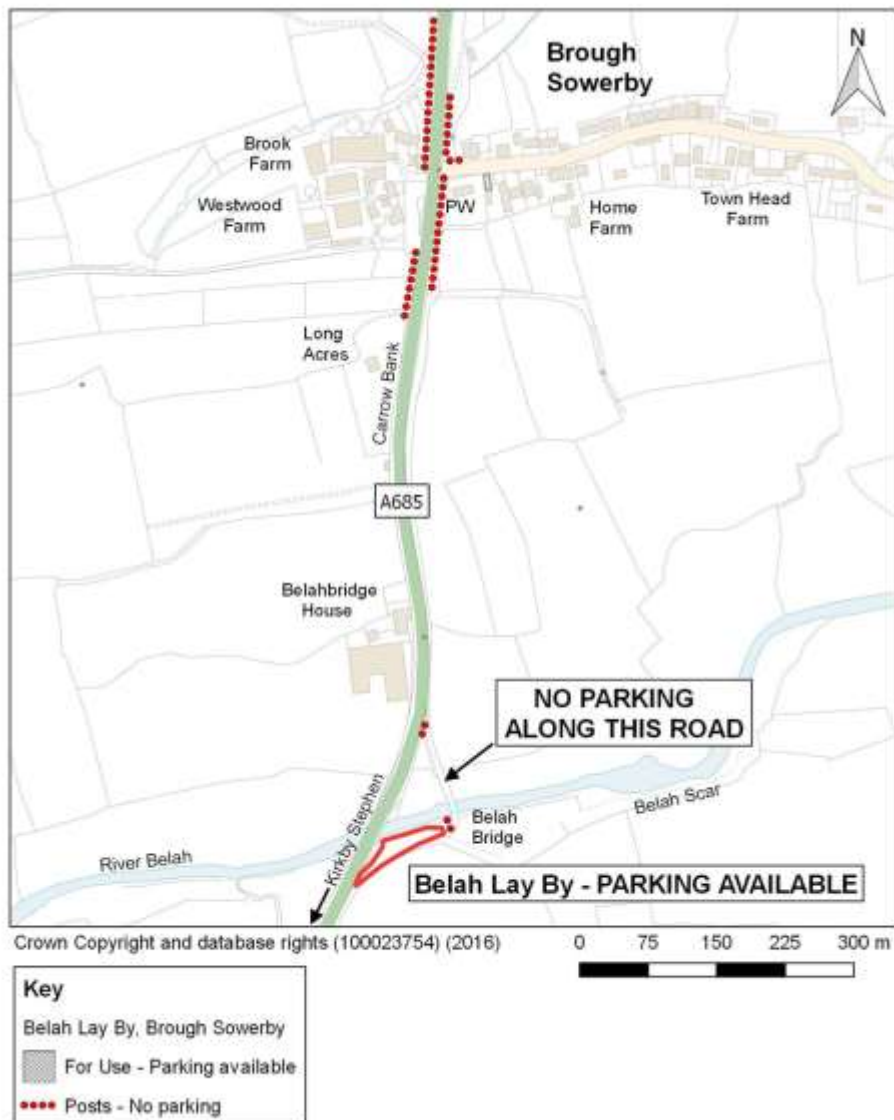 Brough
Sowerby
N
Brook
Farm
Westwood
Farm
PW
Home
Farm
Town Head
Farm
Long
Acres
Carrow Bank
A685
Belahbridge
House
NO PARKING
ALONG THIS ROAD
Kirkby Stephen
Belah Scar
Belah
Bridge
River Belah
Belah Lay By - PARKING AVAILABLE
Crown Copyright and database rights (100023754) (2016)
0 75 150 225 300 m
Key
Belah Lay By, Brough Sowerby
For Use - Parking available
Posts - No parking